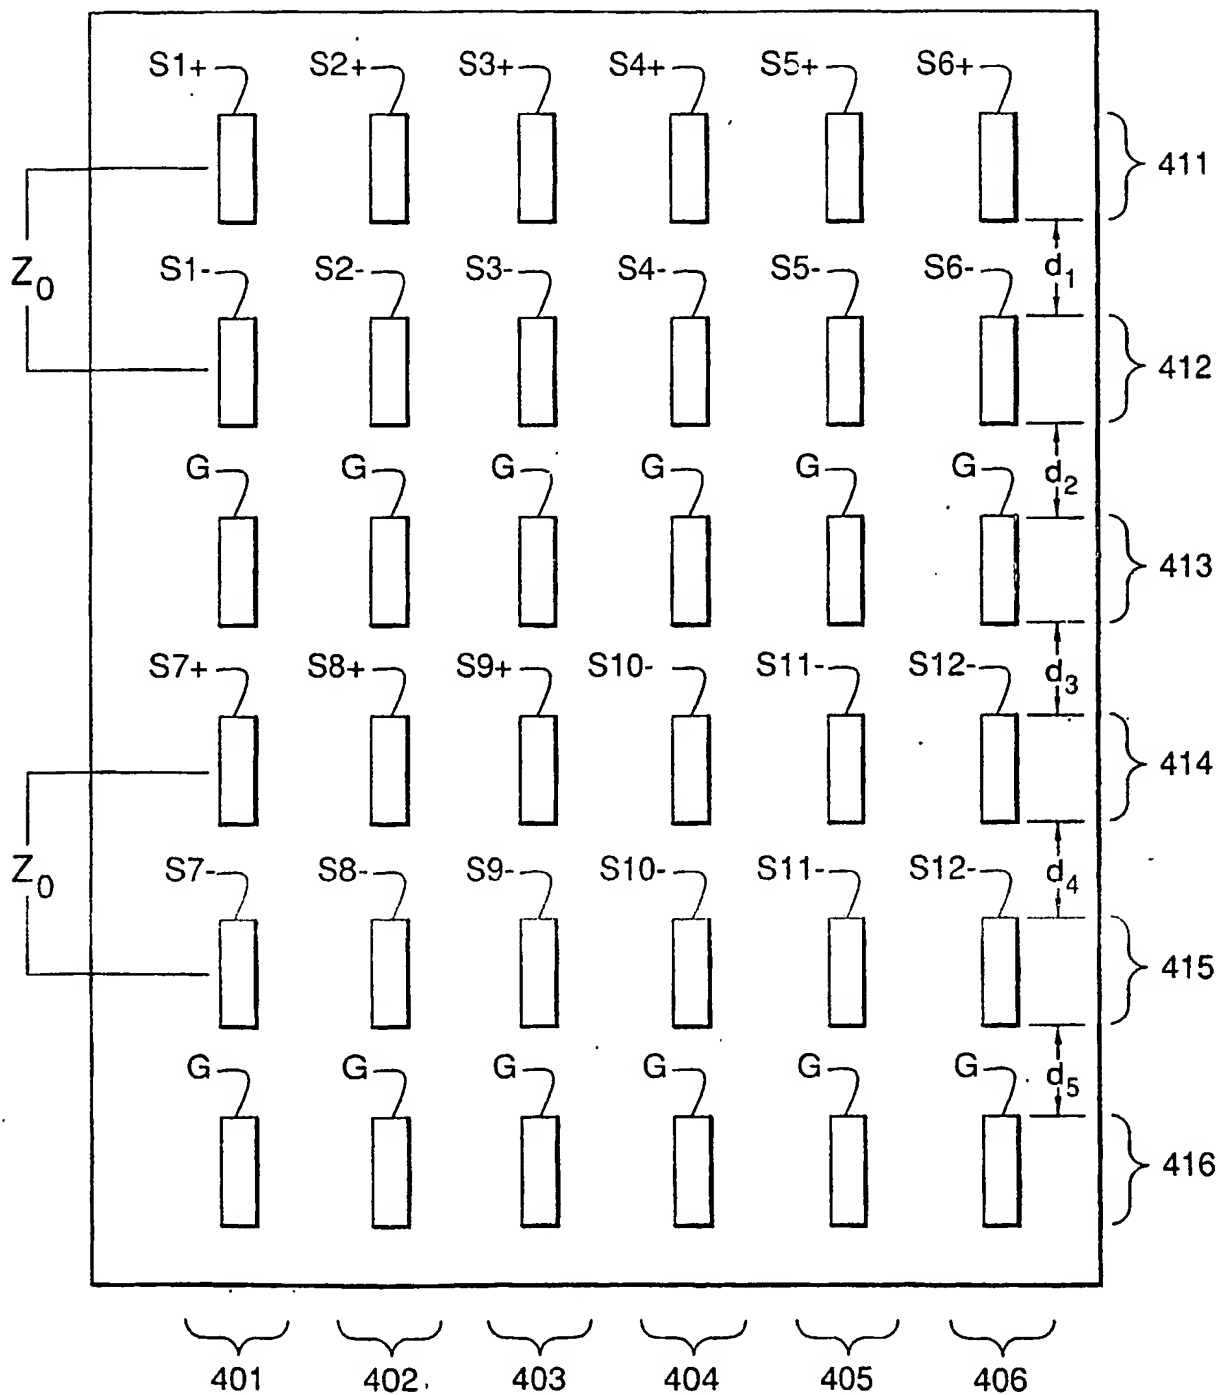 S1+ S2+ S3+ S4+ S5+ S6+
411
Z0
S1- S2- S3- S4- S5- S6- d1
412
G G G G G G d2
413
S7+ S8+ S9+ S10- S11- S12- d3
414
Z0
S7- S8- S9- S10- S11- S12- d4
415
G G G G G G d5
416
401 402 403 404 405 406